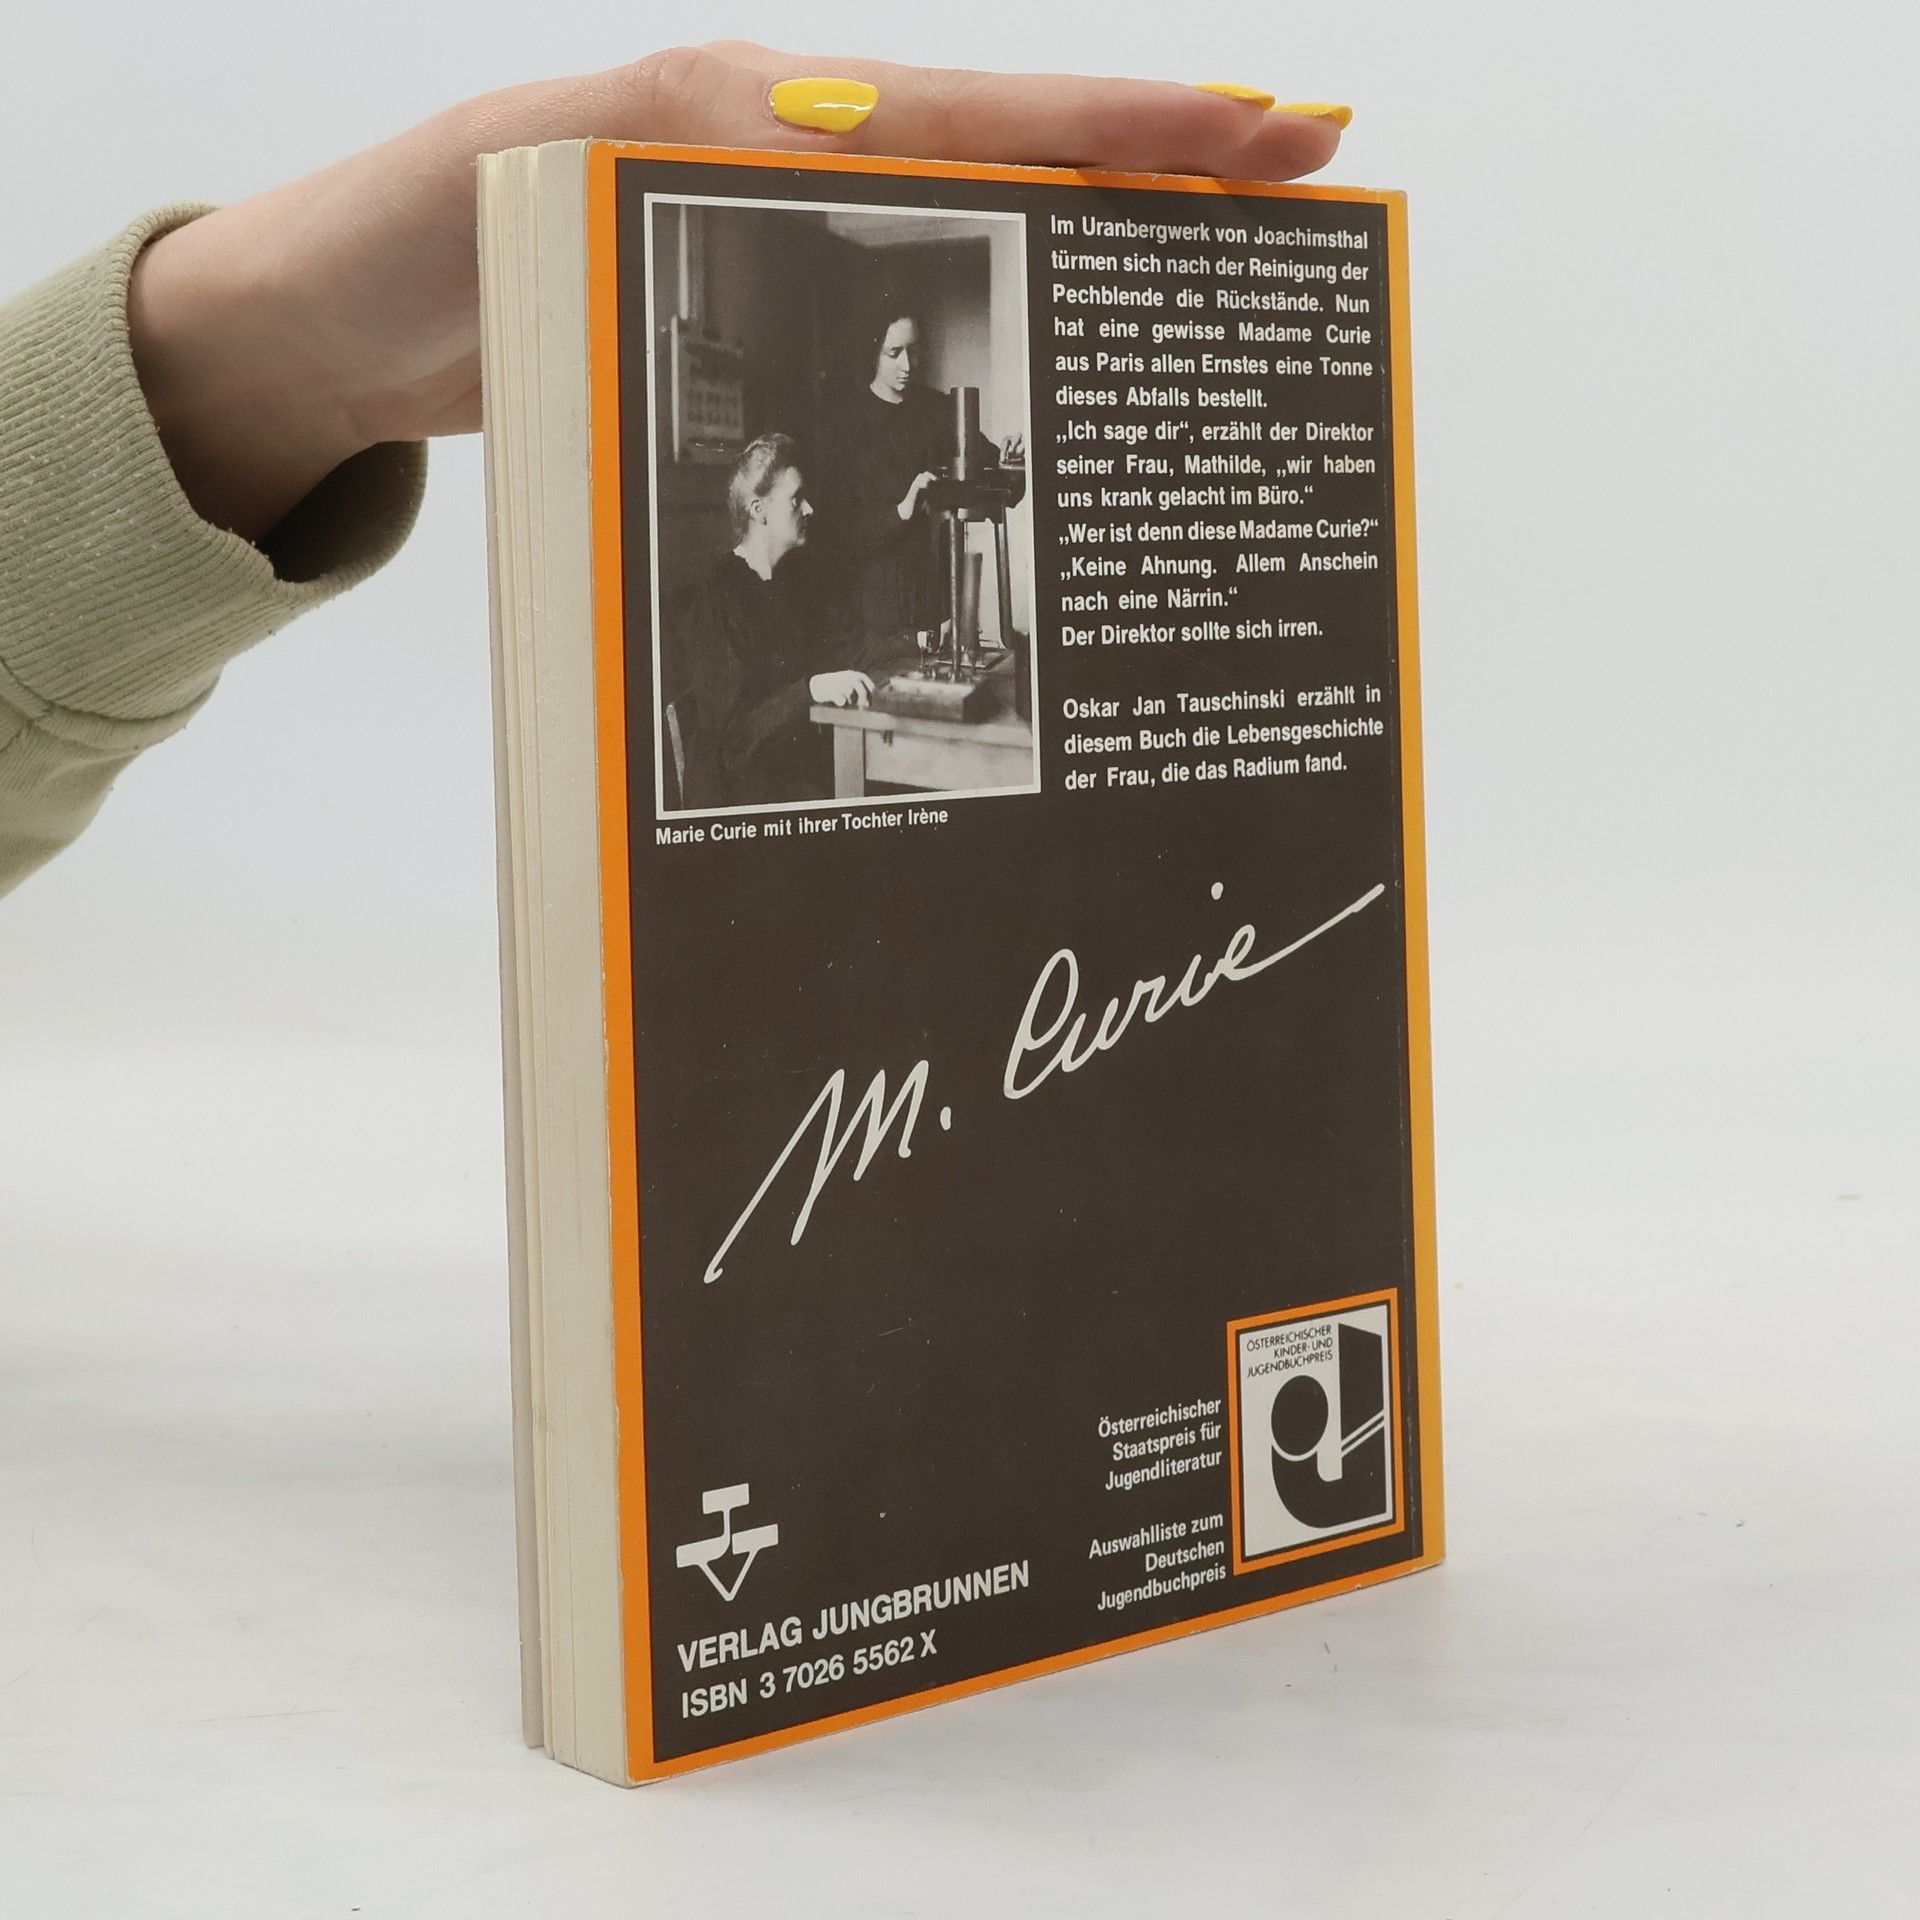 Im Uranbergwerk von Joachimsthal
türmen sich nach der Reinigung der
Pechblende die Rückstände. Nun
hat eine gewisse Madame Curie
aus Paris allen Ernstes eine Tonne
dieses Abfalls bestellt.
„Ich sage dir“, erzählt der Direktor
seiner Frau, Mathilde, „wir haben
uns krank gelacht im Büro.“
„Wer ist denn diese Madame Curie?“
„Keine Ahnung. Allem Anschein
nach eine Närrin.“
Der Direktor sollte sich irren.
Oskar Jan Tauschinski erzählt in
diesem Buch die Lebensgeschichte
der Frau, die das Radium fand.
Marie Curie mit ihrer Tochter Irène
M. Curie
ÖSTERREICHISCHER
KINDER- UND
JUGENDBUCHPREIS
Österreichischer
Staatspreis für
Jugendliteratur
Auswahlliste zum
Deutschen
Jugendbuchpreis
VERLAG JUNGBRUNNEN
ISBN 3 7026 5562 X